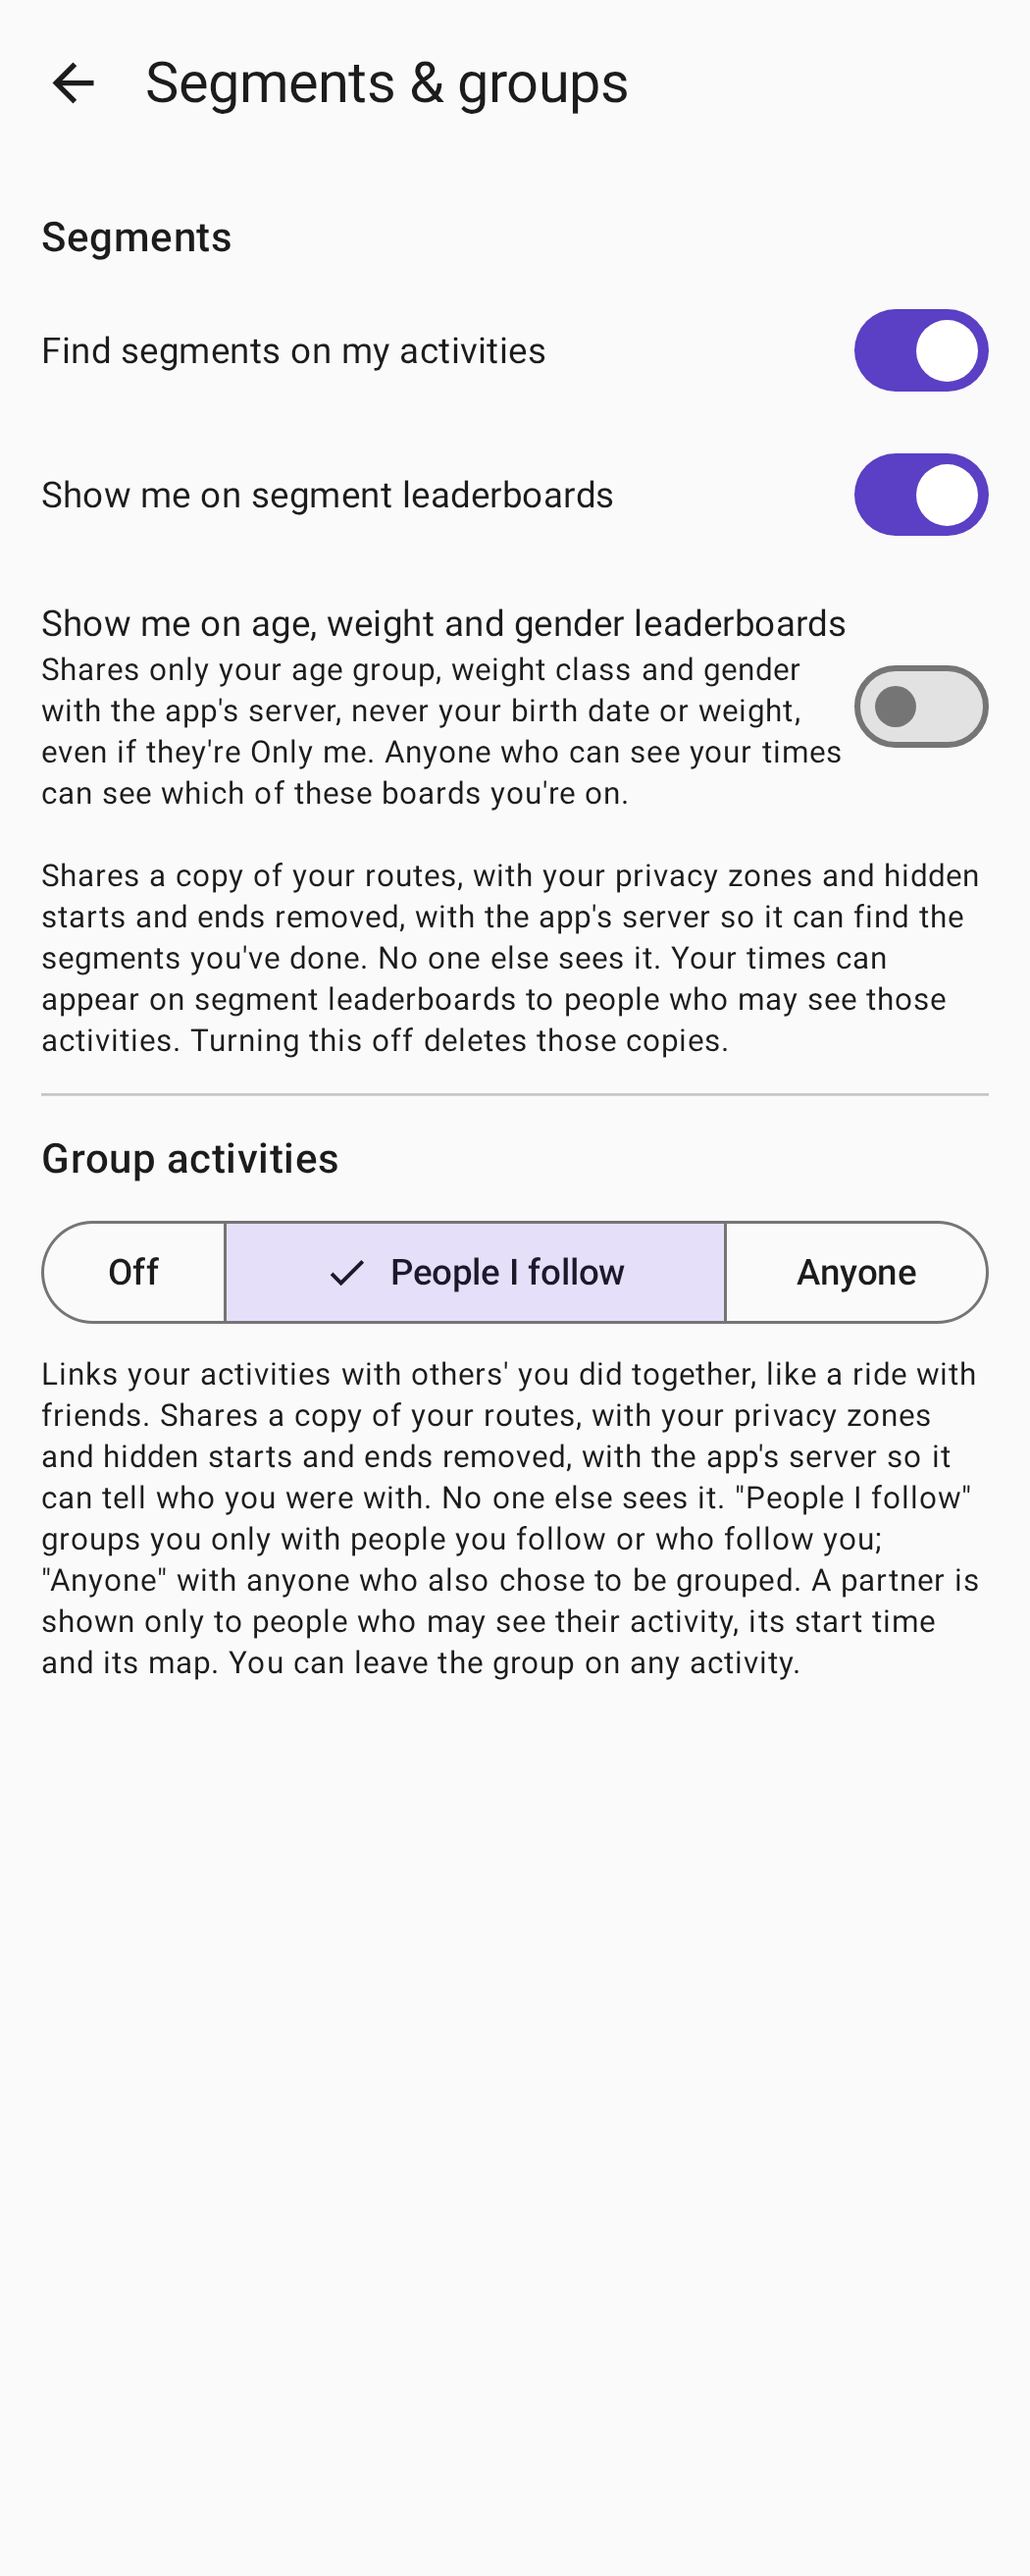 Segments & groups
Segments
Find segments on my activities
Show me on segment leaderboards
Show me on age, weight and gender leaderboards
Shares only your age group, weight class and gender
with the app's server, never your birth date or weight,
even if they're Only me. Anyone who can see your times
can see which of these boards you're on.
Shares a copy of your routes, with your privacy zones and hidden
starts and ends removed, with the app's server so it can find the
segments you've done. No one else sees it. Your times can
appear on segment leaderboards to people who may see those
activities. Turning this off deletes those copies.
Group activities
Off
People I follow
Anyone
Links your activities with others' you did together, like a ride with
friends. Shares a copy of your routes, with your privacy zones
and hidden starts and ends removed, with the app's server so it
can tell who you were with. No one else sees it. "People I follow"
groups you only with people you follow or who follow you;
"Anyone" with anyone who also chose to be grouped. A partner is
shown only to people who may see their activity, its start time
and its map. You can leave the group on any activity.